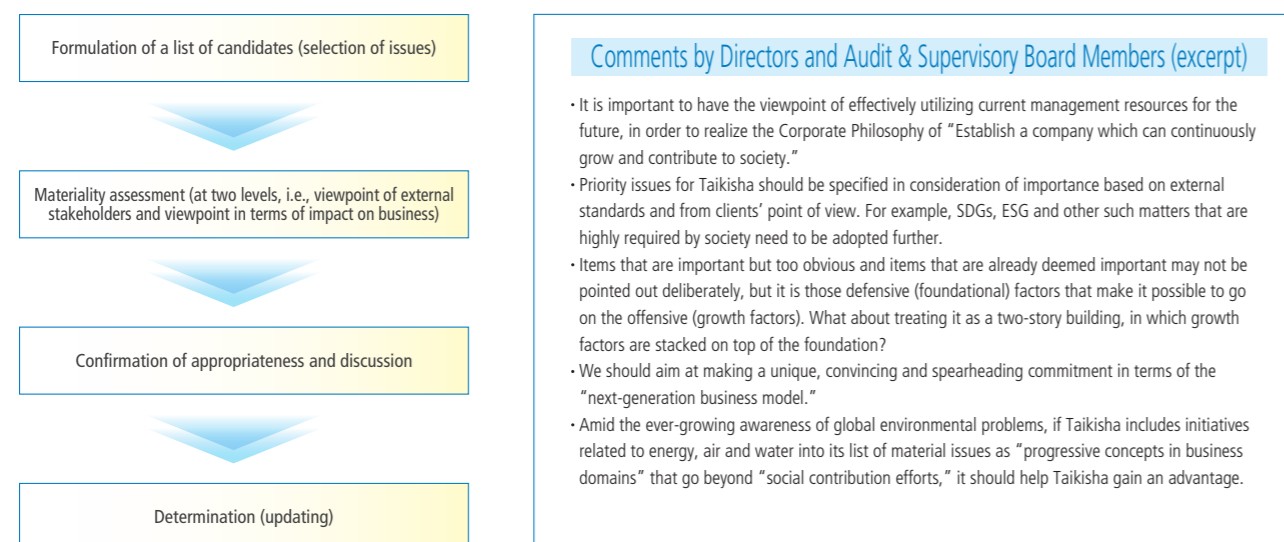 Formulation of a list of candidates (selection of issues)
Materiality assessment (at two levels, i.e., viewpoint of external
stakeholders and viewpoint in terms of impact on business)
Confirmation of appropriateness and discussion
Determination (updating)
Comments by Directors and Audit & Supervisory Board Members (excerpt)
・It is important to have the viewpoint of effectively utilizing current management resources for the
future, in order to realize the Corporate Philosophy of “Establish a company which can continuously
grow and contribute to society.”
・Priority issues for Taikisha should be specified in consideration of importance based on external
standards and from clients’ point of view. For example, SDGs, ESG and other such matters that are
highly required by society need to be adopted further.
・Items that are important but too obvious and items that are already deemed important may not be
pointed out deliberately, but it is those defensive (foundational) factors that make it possible to go
on the offensive (growth factors). What about treating it as a two-story building, in which growth
factors are stacked on top of the foundation?
・We should aim at making a unique, convincing and spearheading commitment in terms of the
“next-generation business model.”
・Amid the ever-growing awareness of global environmental problems, if Taikisha includes initiatives
related to energy, air and water into its list of material issues as “progressive concepts in business
domains” that go beyond “social contribution efforts,” it should help Taikisha gain an advantage.